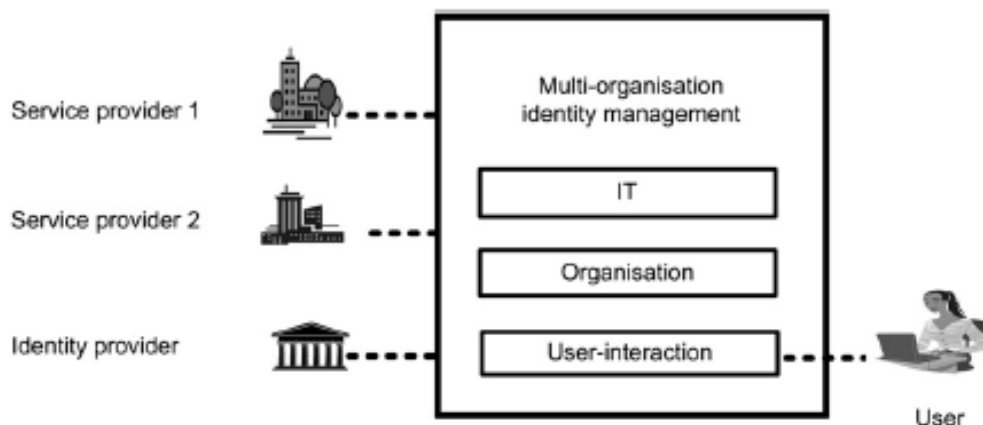 Service provider 1
Service provider 2
Identity provider
Multi-organisation
identity management
IT
Organisation
User-interaction
User